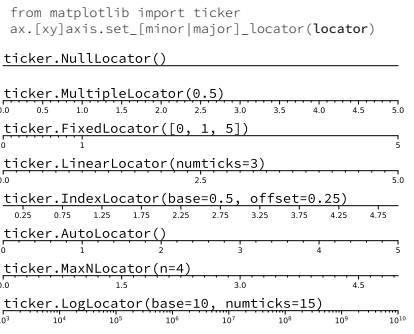 from matplotlib import ticker
ax.[xy]axis.set_[minor|major]_locator(locator)
ticker.NullLocator()
ticker.MultipleLocator(0.5)
0.0 0.5 1.0 1.5 2.0 2.5 3.0 3.5 4.0 4.5 5.0
ticker.FixedLocator([0, 1, 5])
0 1 5
ticker.LinearLocator(numticks=3)
0.0 2.5 5.0
ticker.IndexLocator(base=0.5, offset=0.25)
0.25 0.75 1.25 1.75 2.25 2.75 3.25 3.75 4.25 4.75
ticker.AutoLocator()
0 1 2 3 4 5
ticker.MaxNLocator(n=4)
0.0 1.5 3.0 4.5
ticker.LogLocator(base=10, numticks=15)
10³ 10⁴ 10⁵ 10⁶ 10⁷ 10⁸ 10⁹ 10¹⁰